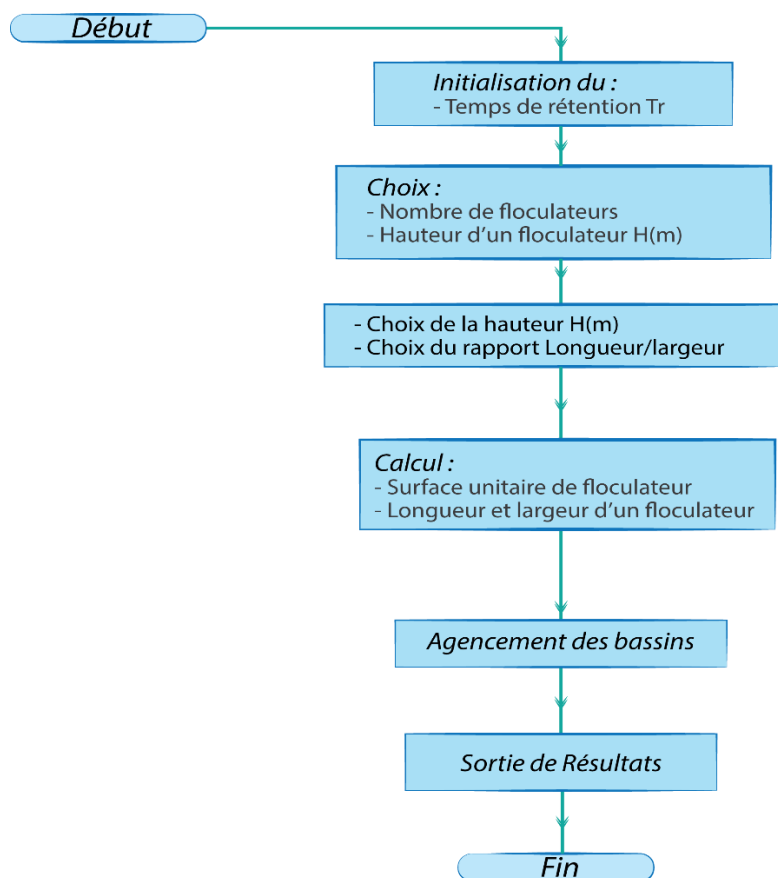 Début
Initialisation du :
- Temps de rétention Tr
Choix :
- Nombre de floculateurs
- Hauteur d'un floculateur H(m)
- Choix de la hauteur H(m)
- Choix du rapport Longueur/largeur
Calcul :
- Surface unitaire de floculateur
- Longueur et largeur d'un floculateur
Agencement des bassins
Sortie de Résultats
Fin